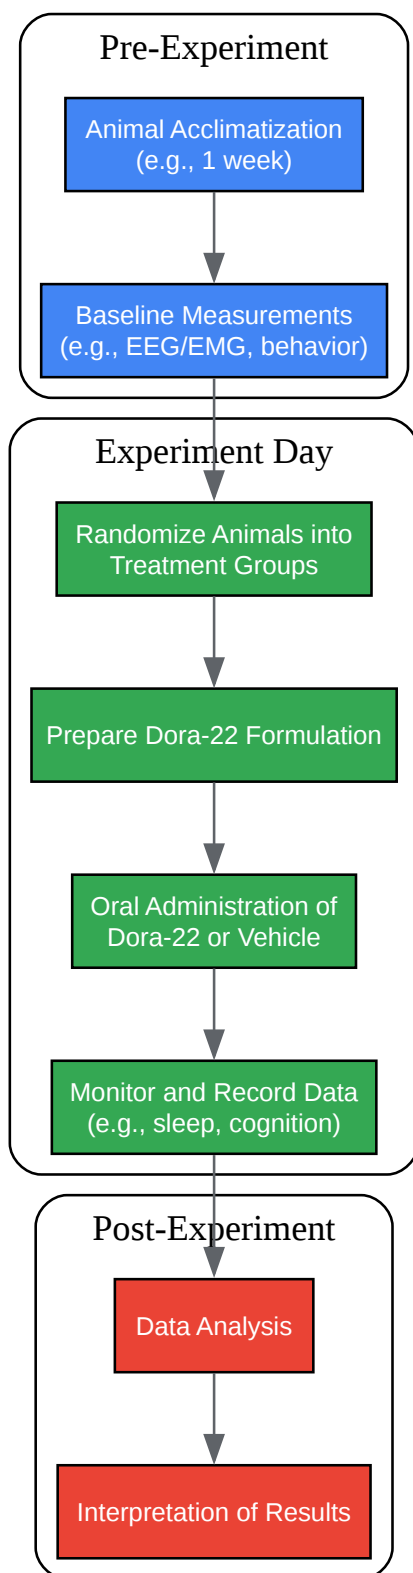 Pre-Experiment
Animal Acclimatization
(e.g., 1 week)
Baseline Measurements
(e.g., EEG/EMG, behavior)
Experiment Day
Randomize Animals into
Treatment Groups
Prepare Dora-22 Formulation
Oral Administration of
Dora-22 or Vehicle
Monitor and Record Data
(e.g., sleep, cognition)
Post-Experiment
Data Analysis
Interpretation of Results